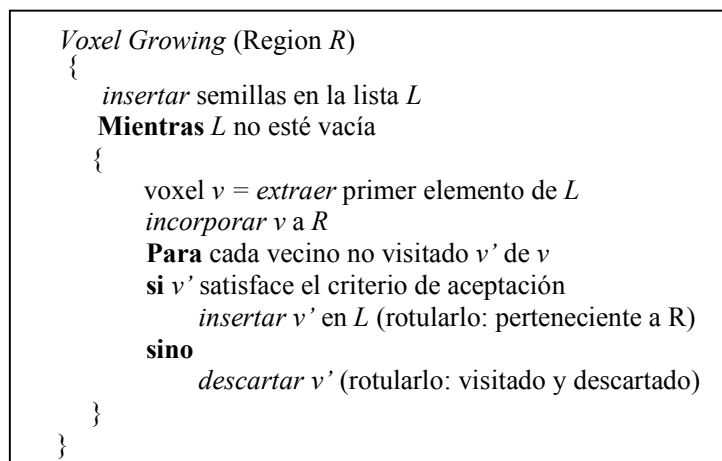 Voxel Growing (Region R)
{
insertar semillas en la lista L
Mientras L no esté vacía
{
voxel v = extraer primer elemento de L
incorporar v a R
Para cada vecino no visitado v’ de v
si v’ satisface el criterio de aceptación
insertar v’ en L (rotularlo: perteneciente a R)
sino
descartar v’ (rotularlo: visitado y descartado)
}
}